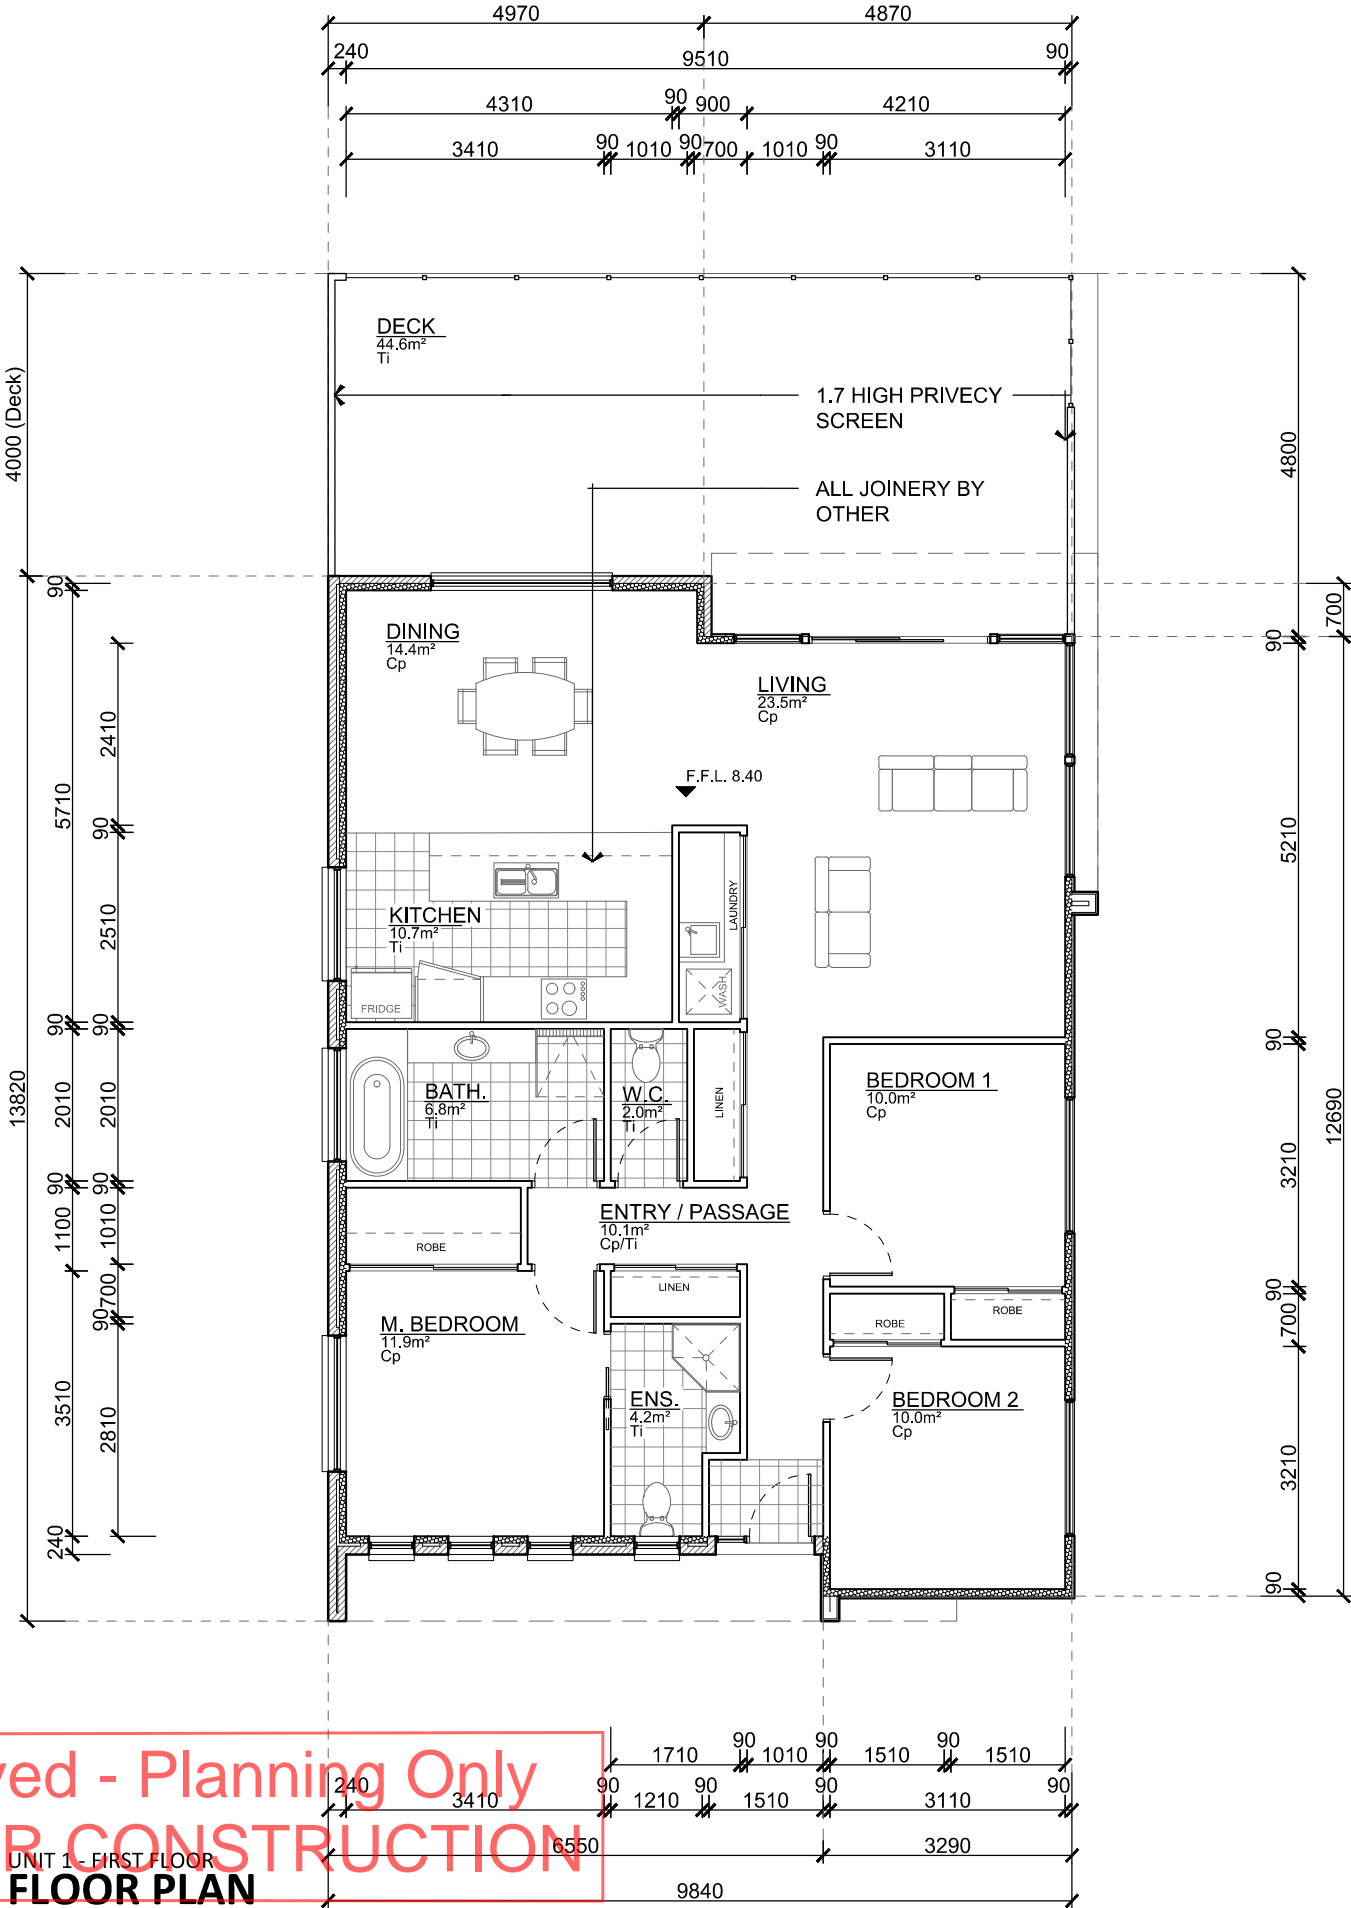 4970
4870
240
9510
90
4310
90
900
4210
3410
90
1010
90
700
1010
90
3110
DECK
44.6m²
Ti
1.7 HIGH PRIVECY
SCREEN
ALL JOINERY BY
OTHER
4000 (Deck)
13820
90
5710
90
2010
90
1100
3510
240
2410
90
2510
90
2010
90
1010
700
90
2810
DINING
14.4m²
Cp
LIVING
23.5m²
Cp
F.F.L. 8.40
KITCHEN
10.7m²
Ti
FRIDGE
LAUNDRY
WASH
BATH.
6.8m²
Ti
W.C.
2.0m²
Ti
LINEN
BEDROOM 1
10.0m²
Cp
ENTRY / PASSAGE
10.1m²
Cp/Ti
ROBE
LINEN
M. BEDROOM
11.9m²
Cp
ROBE
ROBE
ENS.
4.2m²
Ti
BEDROOM 2
10.0m²
Cp
4800
90
5210
90
3210
90
700
3210
90
700
12690
1710
90
1010
90
1510
90
1510
240
3410
90
1210
90
1510
90
3110
90
6550
3290
9840
ved - Planning Only
R CONSTRUCTION
UNIT 1 - FIRST FLOOR
FLOOR PLAN